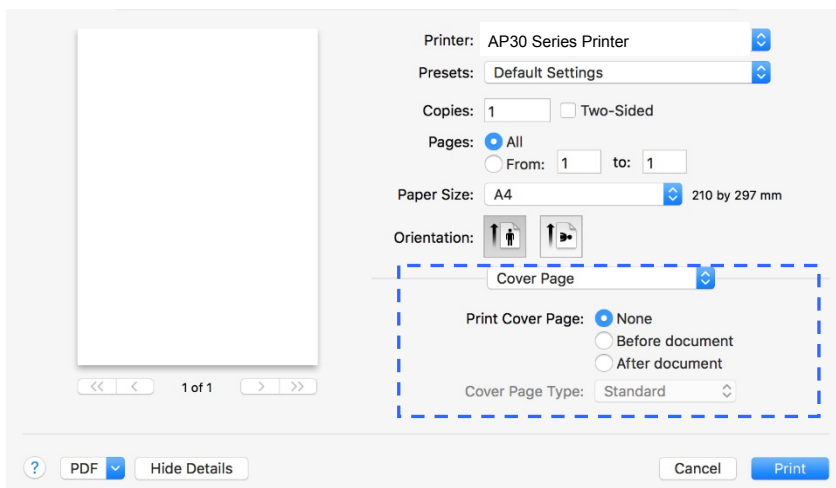 Printer: AP30 Series Printer
Presets: Default Settings
Copies: 1 Two-Sided
Pages: All
From: 1 to: 1
Paper Size: A4 210 by 297 mm
Orientation:
Cover Page
Print Cover Page: None
Before document
After document
Cover Page Type: Standard
<< < 1 of 1 > >>
? PDF Hide Details Cancel Print